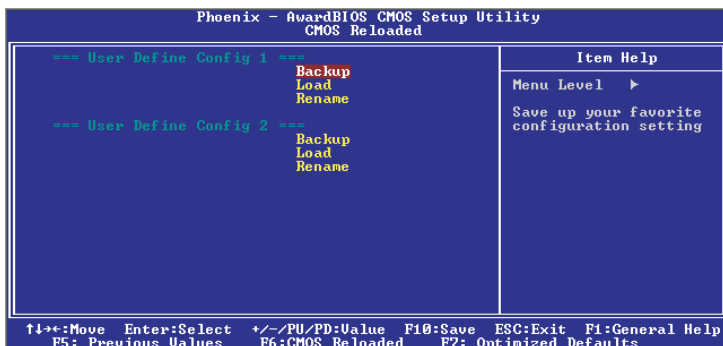 Phoenix - AwardBIOS CMOS Setup Utility
CMOS Reloaded
=== User Define Config 1 ===
Backup
Load
Rename
=== User Define Config 2 ===
Backup
Load
Rename
Item Help
Menu Level ►
Save up your favorite
configuration setting
↑↓→←:Move Enter:Select +/-/PU/PD:Value F10:Save ESC:Exit F1:General Help
F5: Previous Values F6:CMOS Reloaded F7: Optimized Defaults